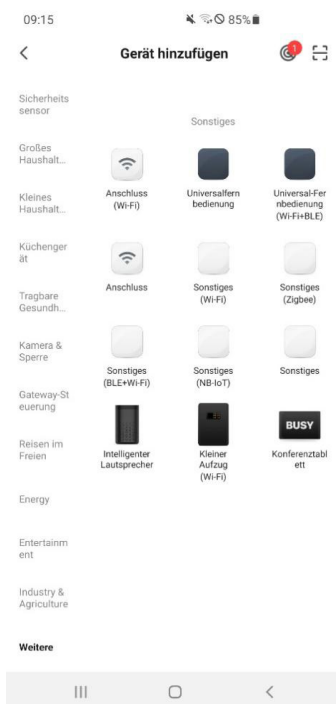 09:15
85%
Gerät hinzufügen
1
Sicherheits
sensor
Großes
Haushalt...
Kleines
Haushalt...
Küchenger
ät
Tragbare
Gesundh...
Kamera &
Sperre
Gateway-St
euerung
Reisen im
Freien
Energy
Entertainm
ent
Industry &
Agriculture
Weitere
Sonstiges
Anschluss
(Wi-Fi)
Universalfern
bedienung
Universal-Fer
nbedienung
(Wi-Fi+BLE)
Anschluss
Sonstiges
(Wi-Fi)
Sonstiges
(Zigbee)
Sonstiges
(BLE+Wi-Fi)
Sonstiges
(NB-IoT)
Sonstiges
Intelligenter
Lautsprecher
Kleiner
Aufzug
(Wi-Fi)
BUSY
Konferenztabl
ett